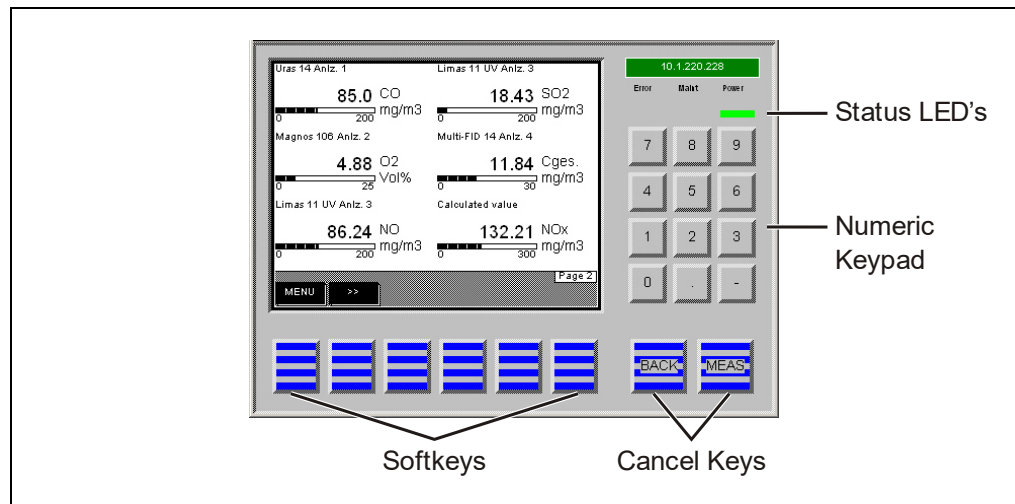 Uras 14 Anlz. 1
85.0 CO
mg/m3
0 200
Limas 11 UV Anlz. 3
18.43 SO2
mg/m3
0 200
Magnos 106 Anlz. 2
4.88 O2
Vol%
0 25
Multi-FID 14 Anlz. 4
11.84 Cges.
mg/m3
0 30
Limas 11 UV Anlz. 3
86.24 NO
mg/m3
0 200
Calculated value
132.21 NOx
mg/m3
0 300
Page 2
MENU >>
10.1.220.228
Error Maint Power
7 8 9
4 5 6
1 2 3
0 . -
BACK MEAS
Status LED's
Numeric
Keypad
Softkeys
Cancel Keys